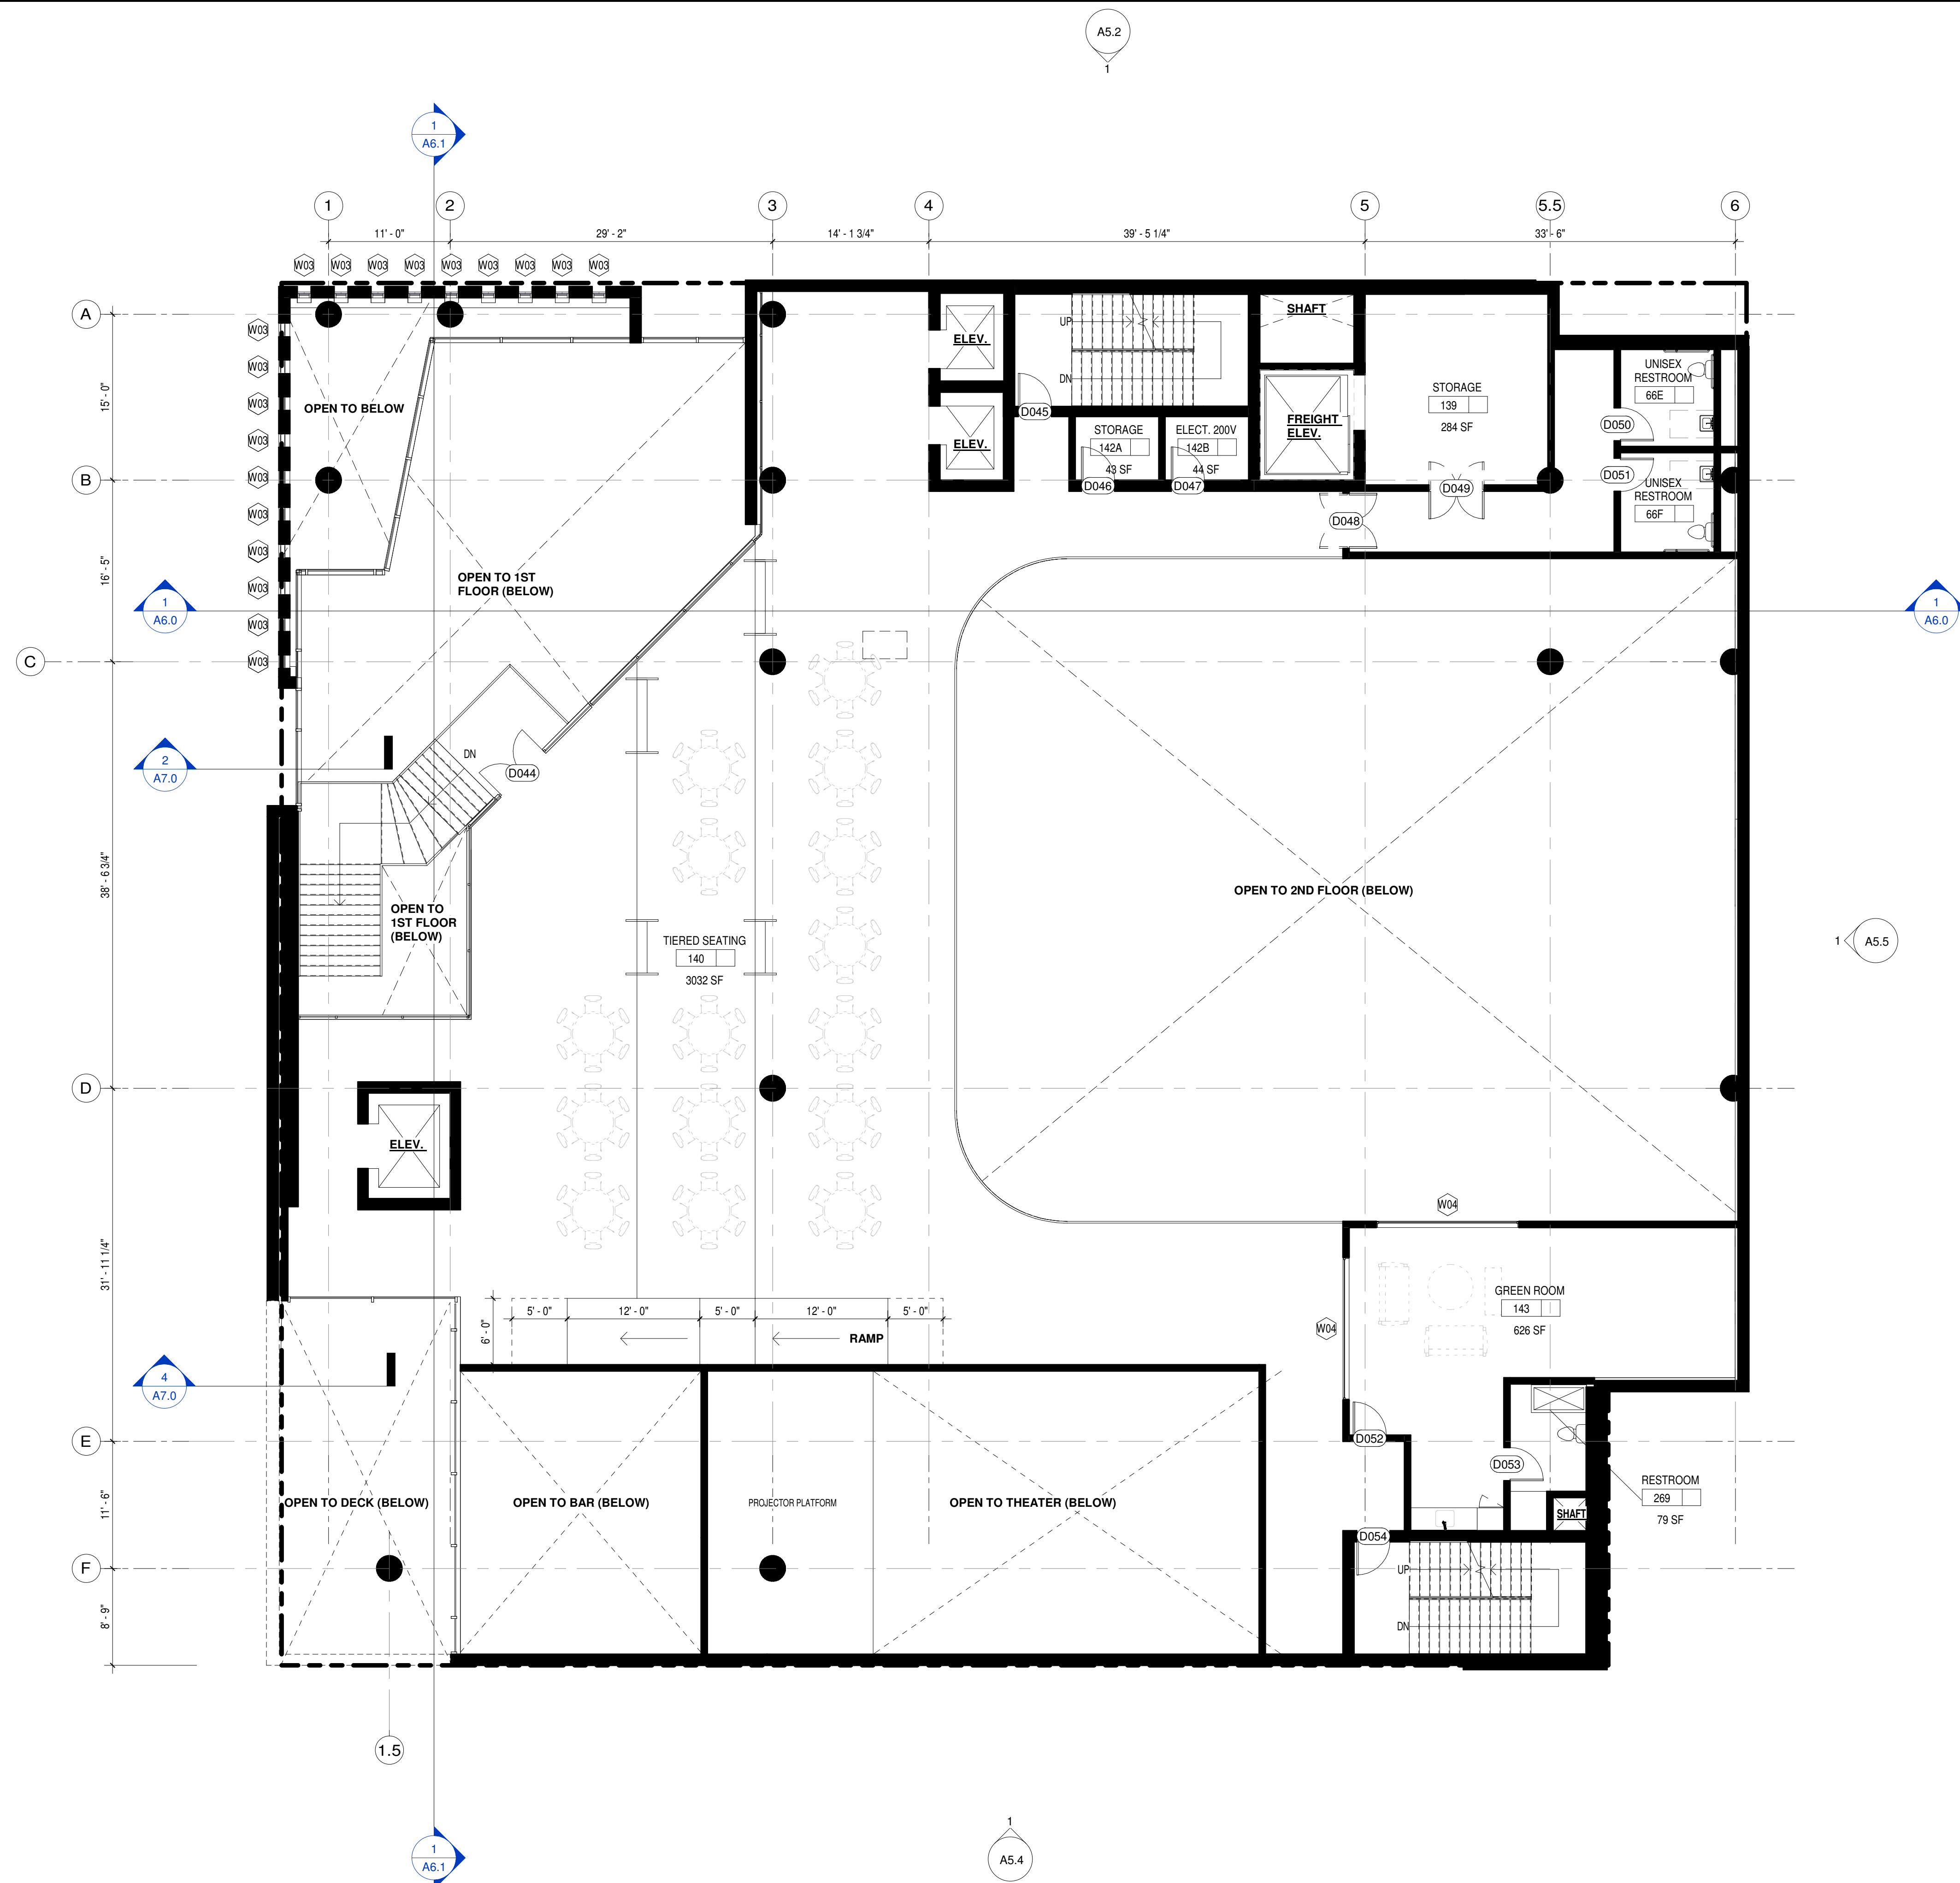 A5.2
1
1
A6.1
1
2
3
4
5
5.5
6
11' - 0"
29' - 2"
14' - 1 3/4"
39' - 5 1/4"
33' - 6"
W03
W03
W03
W03
W03
W03
W03
W03
W03
A
W03
W03
W03
W03
W03
W03
W03
W03
W03
W03
15' - 0"
OPEN TO BELOW
ELEV.
ELEV.
UP
DN
D045
SHAFT
FREIGHT
ELEV.
STORAGE
139
284 SF
UNISEX
RESTROOM
66E
D050
STORAGE
142A
43 SF
D046
ELECT. 200V
142B
44 SF
D047
B
D051
UNISEX
RESTROOM
66F
D049
D048
16' - 5"
OPEN TO 1ST
FLOOR (BELOW)
1
A6.0
1
A6.0
C
2
A7.0
DN
D044
38' - 6 3/4"
OPEN TO
1ST FLOOR
(BELOW)
OPEN TO 2ND FLOOR (BELOW)
TIERED SEATING
140
3032 SF
1
A5.5
D
ELEV.
W04
31' - 11 1/4"
5' - 0"
12' - 0"
5' - 0"
12' - 0"
5' - 0"
6' - 0"
RAMP
W04
GREEN ROOM
143
626 SF
4
A7.0
E
D052
D053
RESTROOM
269
79 SF
11' - 6"
OPEN TO DECK (BELOW)
OPEN TO BAR (BELOW)
PROJECTOR PLATFORM
OPEN TO THEATER (BELOW)
SHAFT
D054
F
UP
DN
8' - 9"
1.5
1
A6.1
1
A5.4